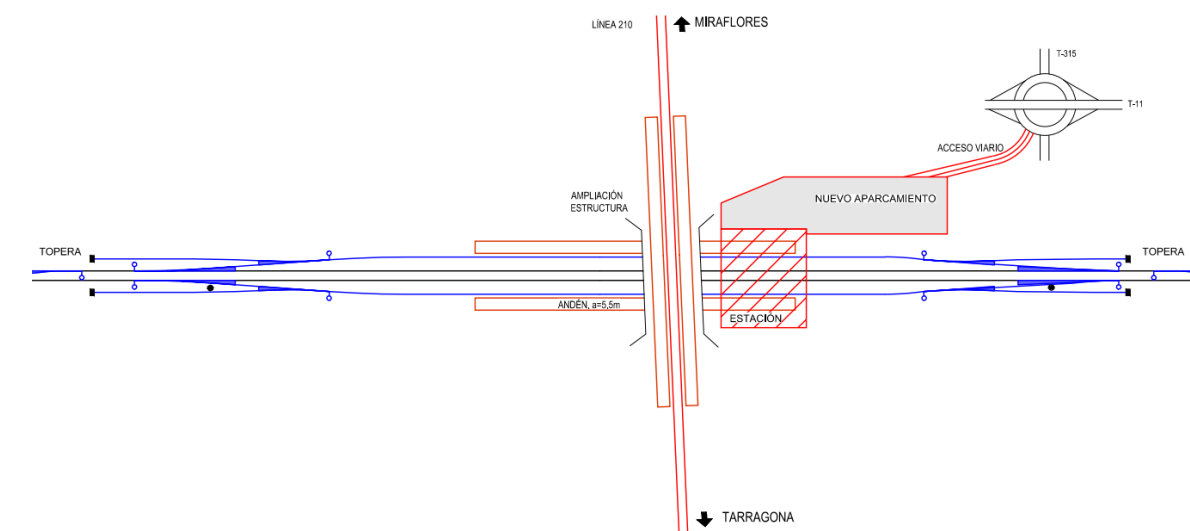 LÍNEA 210
MIRAFLORES
T-315
T-11
ACCESO VIARIO
AMPLIACIÓN
ESTRUCTURA
NUEVO APARCAMIENTO
TOPERA
TOPERA
ANDÉN, a=5,5m
ESTACIÓN
TARRAGONA